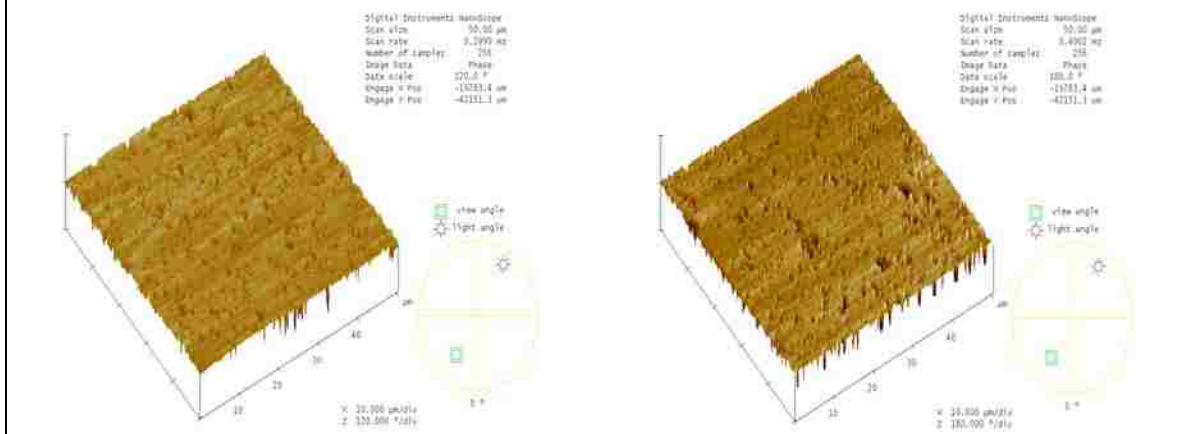 Digital Instruments NanoScope
Scan size 50.00 µm
Scan rate 0.2999 Hz
Number of samples 256
Image Data Phase
Data scale 120.0 °
Engage X Pos -19283.4 um
Engage Y Pos -42151.3 um
view angle
light angle
µm
40
30
20
10
X 10.000 µm/div
Z 120.000 °/div
0 °
Digital Instruments NanoScope
Scan size 50.00 µm
Scan rate 0.4002 Hz
Number of samples 256
Image Data Phase
Data scale 180.0 °
Engage X Pos -19283.4 um
Engage Y Pos -42151.3 um
view angle
light angle
µm
40
30
20
10
X 10.000 µm/div
Z 180.000 °/div
0 °